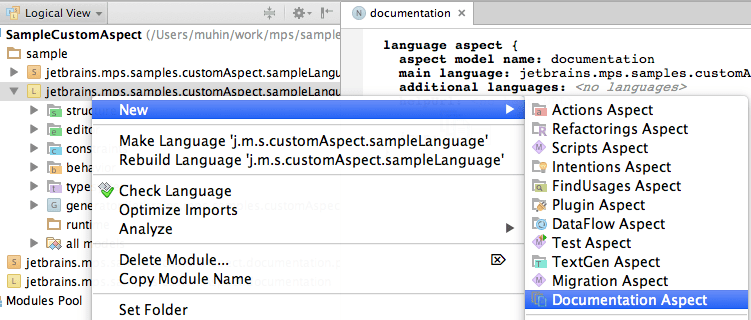 Logical View
documentation
SampleCustomAspect (/Users/muhin/work/mps/sample
sample
jetbrains.mps.samples.customAspect.sampleLangu
jetbrains.mps.samples.customAspect.sampleLangu
language aspect {
aspect model name: documentation
main language: jetbrains.mps.samples.customA
additional languages: <no languages>
New
Make Language 'j.m.s.customAspect.sampleLanguage'
Rebuild Language 'j.m.s.customAspect.sampleLanguage'
Check Language
Optimize Imports
Analyze
Delete Module...
Copy Module Name
Set Folder
Actions Aspect
Refactorings Aspect
Scripts Aspect
Intentions Aspect
FindUsages Aspect
Plugin Aspect
DataFlow Aspect
Test Aspect
TextGen Aspect
Migration Aspect
Documentation Aspect
struc
edito
const
beha
type
gene
runti
all m
jetbrains.m
jetbrains.m
Modules Pool